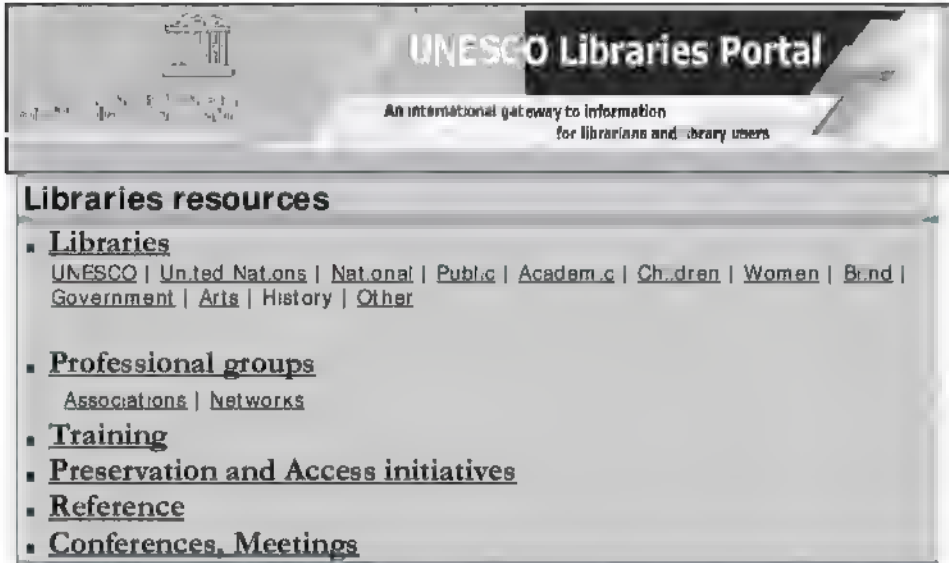 UNESCO Libraries Portal
An international gateway to information
for librarians and library users
Libraries resources
Libraries
UNESCO | United Nations | National | Public | Academic | Children | Women | Blind |
Government | Arts | History | Other
Professional groups
Associations | Networks
Training
Preservation and Access initiatives
Reference
Conferences, Meetings